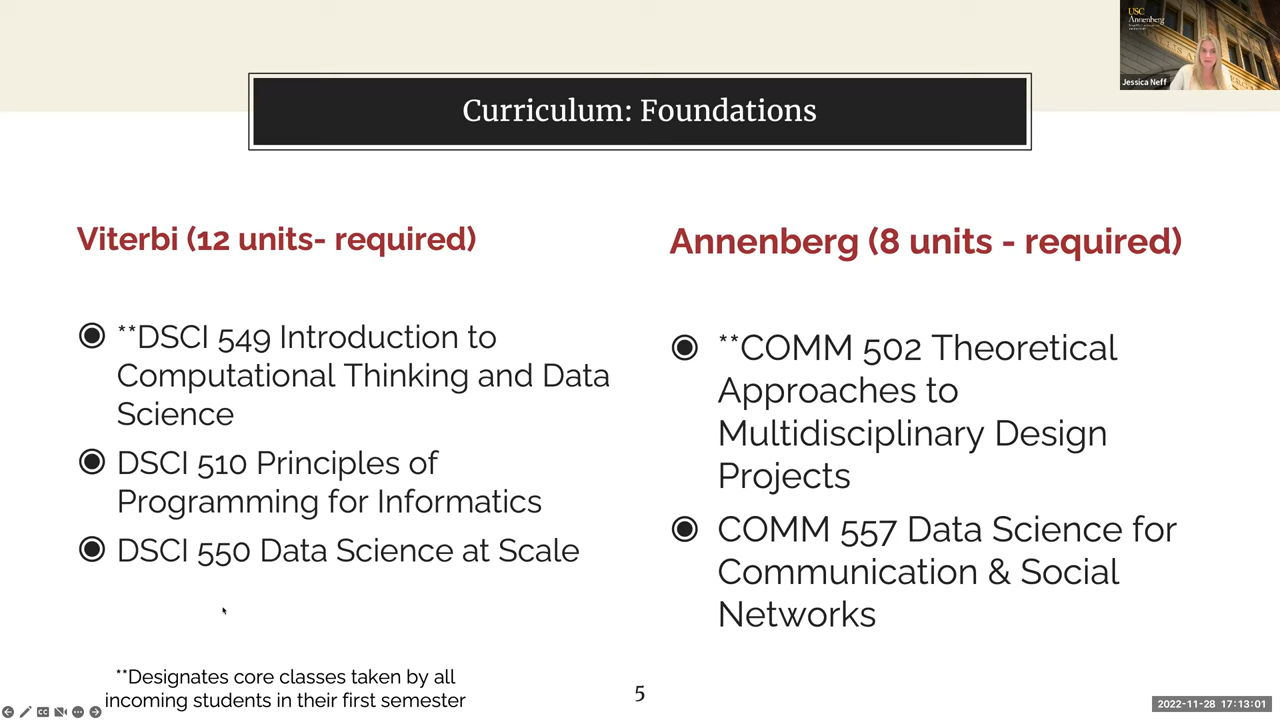 USC
Annenberg
Jessica Neff
Curriculum: Foundations
Viterbi (12 units- required)
**DSCI 549 Introduction to
Computational Thinking and Data
Science
DSCI 510 Principles of
Programming for Informatics
DSCI 550 Data Science at Scale
**Designates core classes taken by all
incoming students in their first semester
Annenberg (8 units - required)
**COMM 502 Theoretical
Approaches to
Multidisciplinary Design
Projects
COMM 557 Data Science for
Communication & Social
Networks
5
2022-11-28 17:13:01